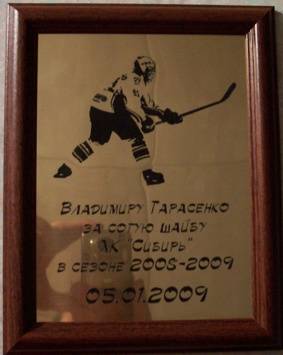 Владимиру Тарасенко
за сотую шайбу
ХК "Сибирь"
в сезоне 2008-2009
05.01.2009